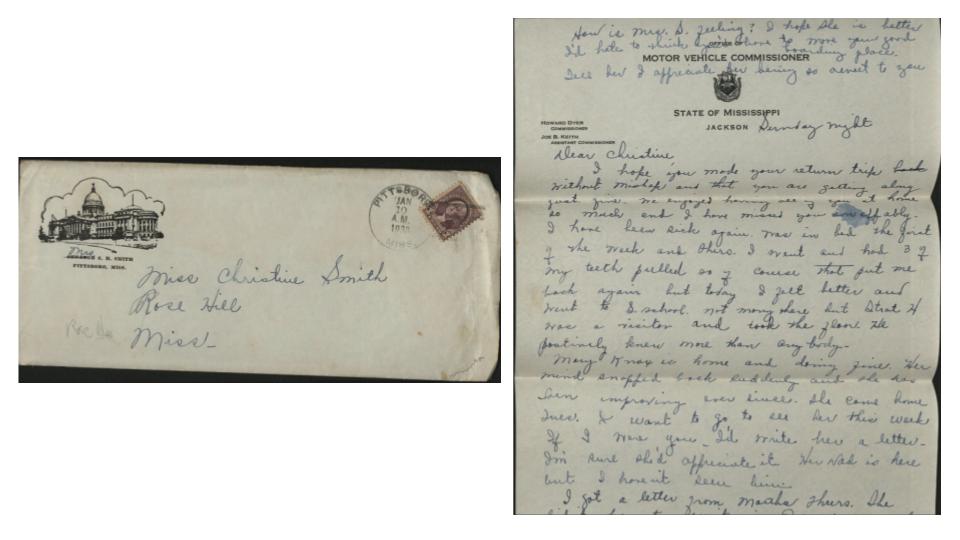 Mrs
C. R. SMITH
PITTSBORO, MISS.
PITTSBORO
JAN
10
A.M.
MISS.
Miss Christine Smith
Rose Hill
Miss.
How is Mrs. D. feeling? I hope she is better
I'd hate to think have to move your good
boarding place.
Tell her I appreciate her being so sweet to you
OFFICE OF
MOTOR VEHICLE COMMISSIONER
STATE OF MISSISSIPPI
JACKSON
Sunday night
HOWARD DYER
COMMISSIONER
JOE B. KEITH
ASSISTANT COMMISSIONER
Dear Christine,
I hope you made your return trip back
without mishap and that you are getting along
just fine. We enjoyed having you at home
so much and I have missed you
I have been sick again. was in bed the first
of the week and thurs. I went and had 3 of
my teeth pulled so of course that put me
back again but today I felt better and
went to S. school. not many there but Strat H
was a visitor and took the floor. He
positively knew more than anybody.
Mary Knox is home and doing fine. Her
mind snapped back suddenly and she has
been improving ever since. She came home
Tues. I want to go to see her this week
If I were you I'd write her a letter.
I'm sure she'd appreciate it. Her Dad is here
but I haven't seen him.
I got a letter from Martha thurs. She